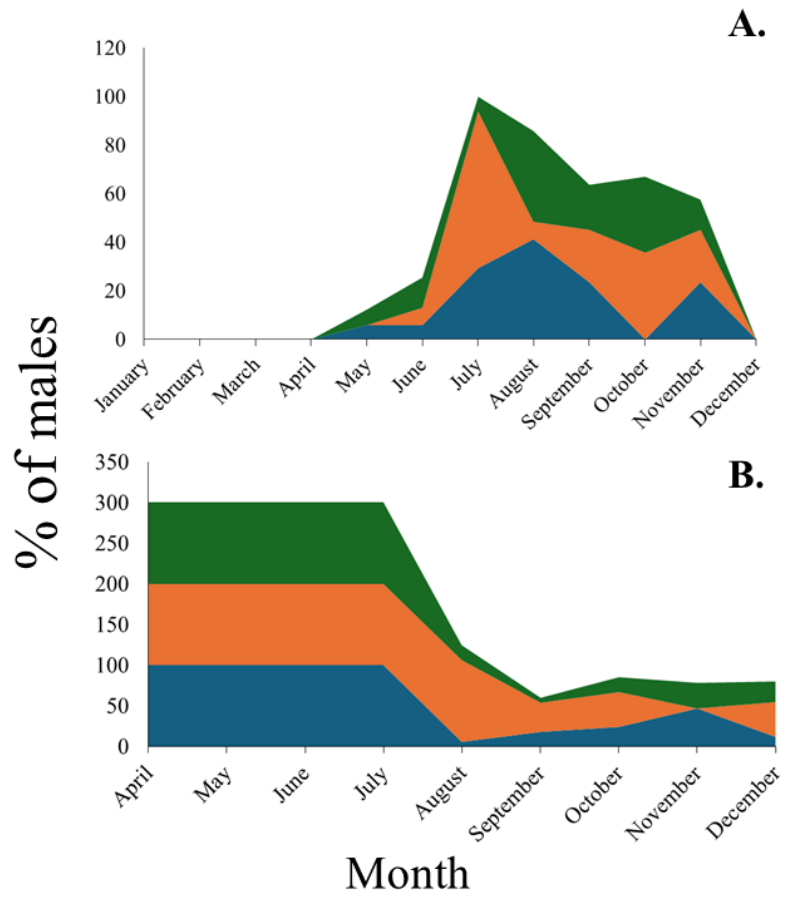 A.
120
100
80
60
40
20
0
January
February
March
April
May
June
July
August
September
October
November
December
% of males
B.
350
300
250
200
150
100
50
0
April
May
June
July
August
September
October
November
December
Month